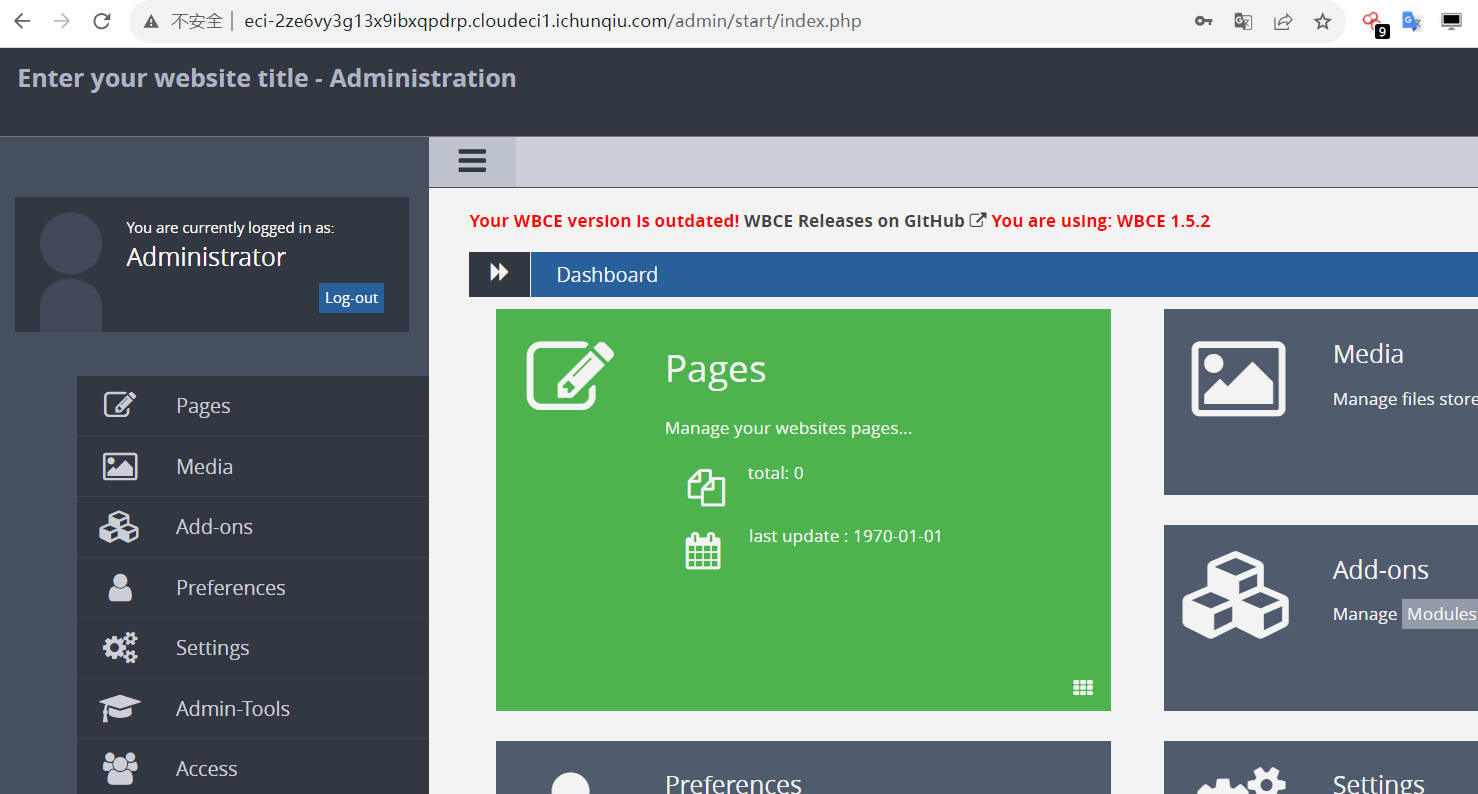 不安全 eci-2ze6vy3g13x9ibxqpdrp.cloudeci1.ichunqiu.com/admin/start/index.php
9
Enter your website title - Administration
You are currently logged in as:
Administrator
Log-out
Pages
Media
Add-ons
Preferences
Settings
Admin-Tools
Access
Your WBCE version is outdated! WBCE Releases on GitHub You are using: WBCE 1.5.2
Dashboard
Pages
Manage your websites pages...
total: 0
last update : 1970-01-01
Media
Manage files store
Add-ons
Manage Modules
Preferences
Settings